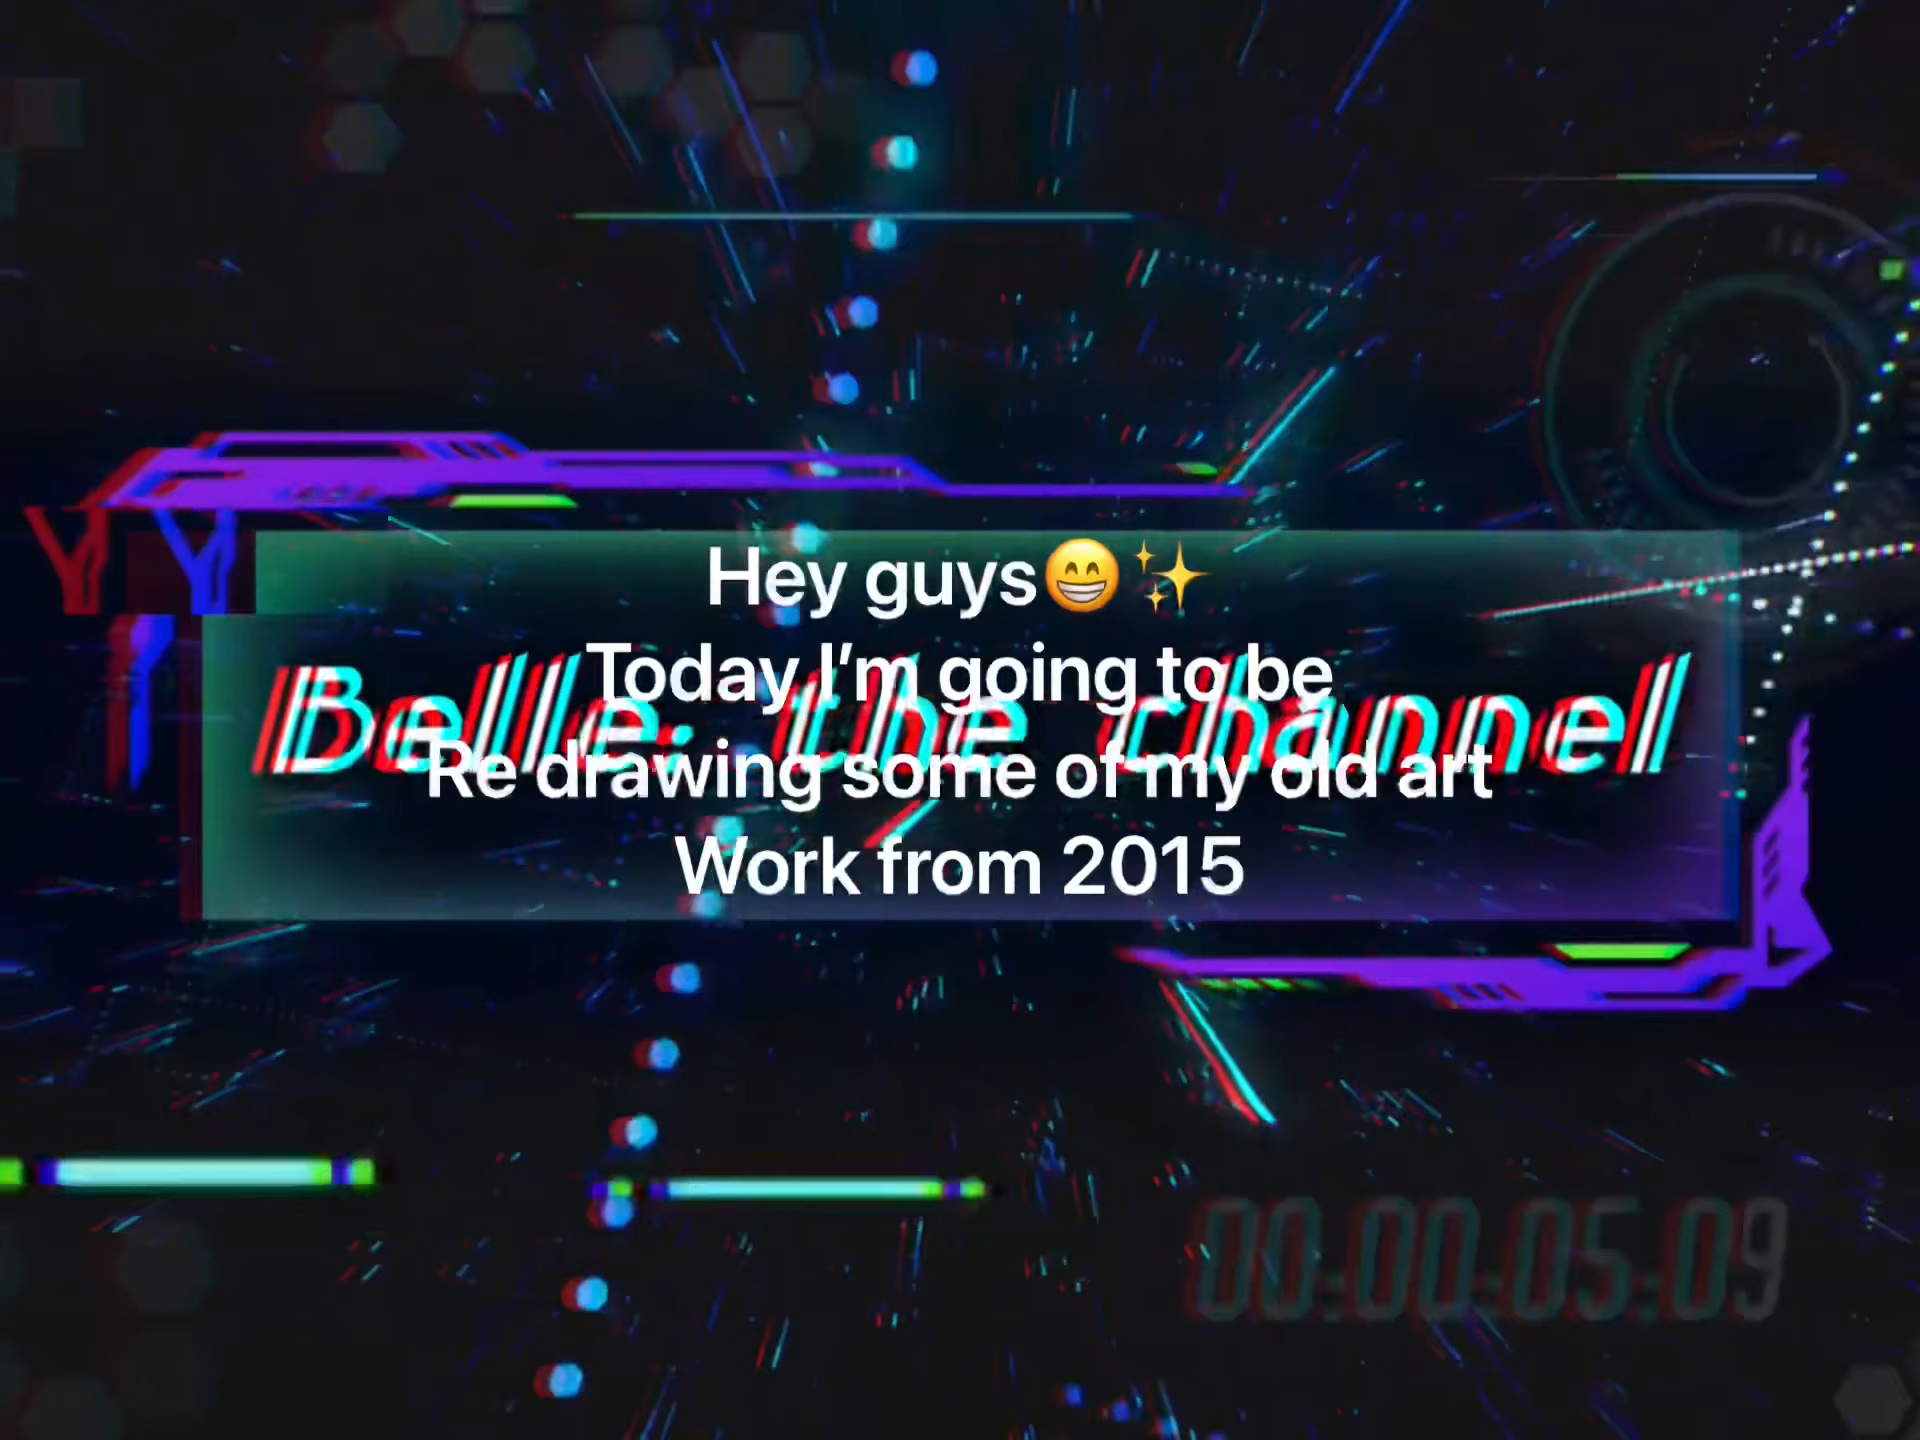 Hey guys😁✨
Today I'm going to be
Belle. the channel
Re drawing some of my old art
Work from 2015
00:00:05:09